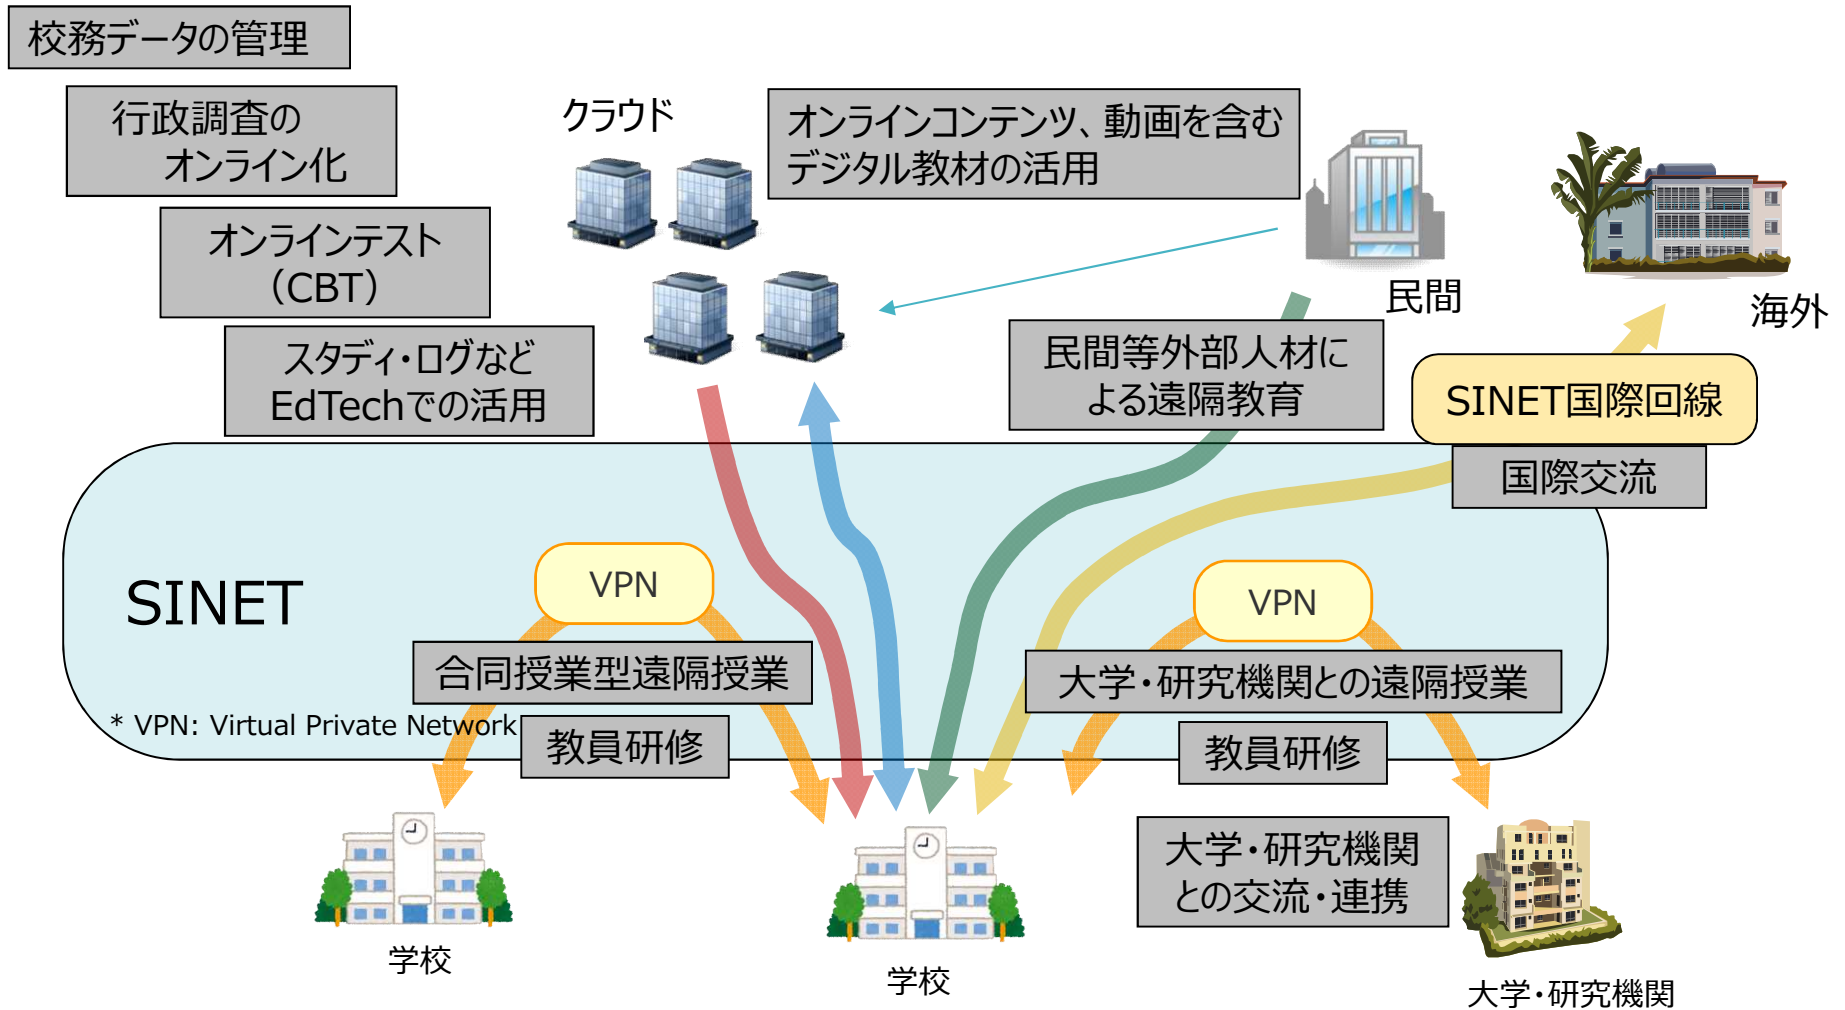 校務データの管理
行政調査の
オンライン化
オンラインテスト
（CBT）
スタディ・ログなど
EdTechでの活用
クラウド
オンラインコンテンツ、動画を含む
デジタル教材の活用
民間
海外
民間等外部人材に
よる遠隔教育
SINET国際回線
国際交流
SINET
VPN
VPN
合同授業型遠隔授業
大学・研究機関との遠隔授業
* VPN: Virtual Private Network
教員研修
教員研修
大学・研究機関
との交流・連携
学校
学校
大学・研究機関